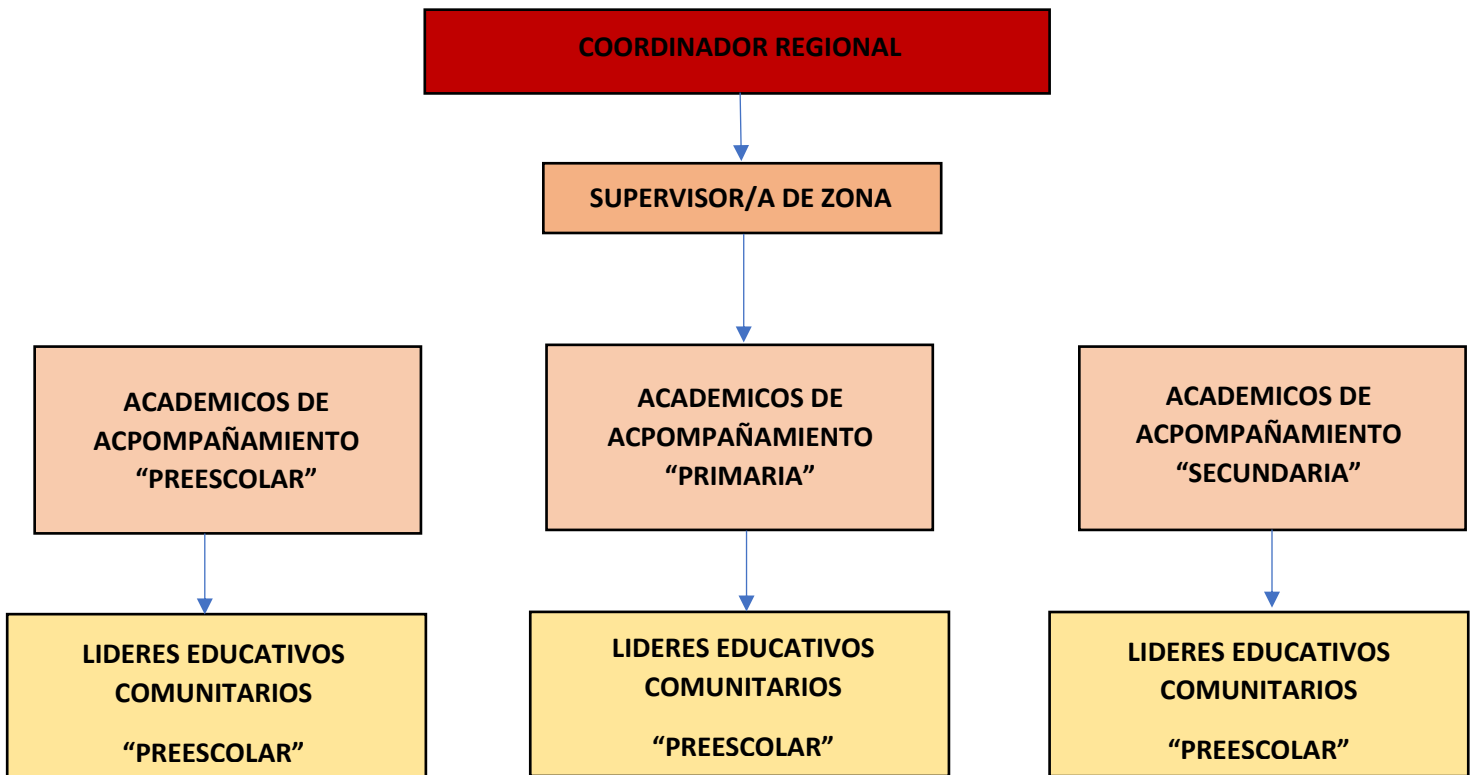 COORDINADOR REGIONAL
SUPERVISOR/A DE ZONA
ACADEMICOS DE
ACPOMPAÑAMIENTO
“PREESCOLAR”
ACADEMICOS DE
ACPOMPAÑAMIENTO
“PRIMARIA”
ACADEMICOS DE
ACPOMPAÑAMIENTO
“SECUNDARIA”
LIDERES EDUCATIVOS
COMUNITARIOS
“PREESCOLAR”
LIDERES EDUCATIVOS
COMUNITARIOS
“PREESCOLAR”
LIDERES EDUCATIVOS
COMUNITARIOS
“PREESCOLAR”